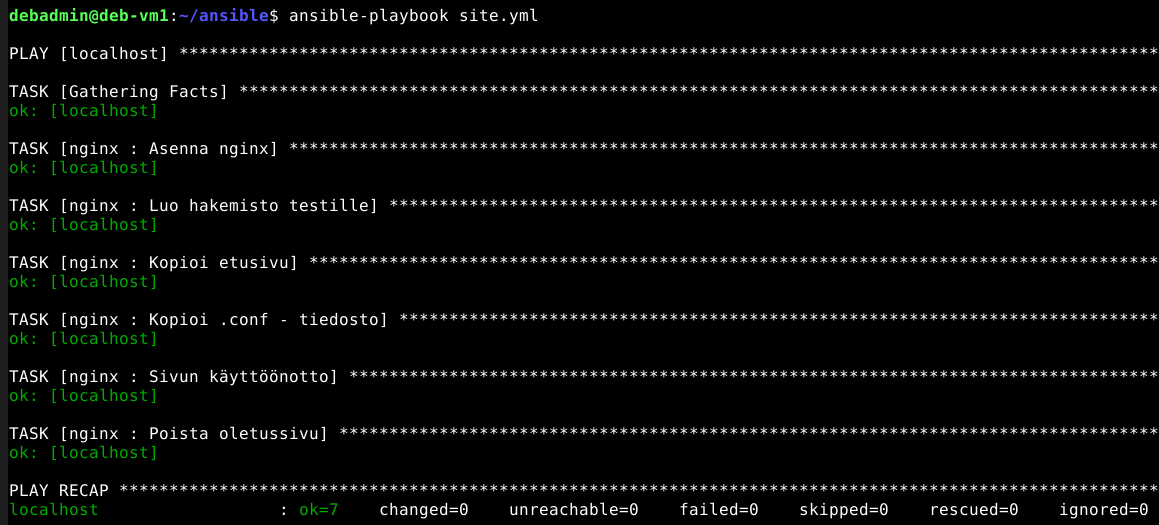 debadmin@deb-vm1:~/ansible$ ansible-playbook site.yml
PLAY [localhost] **************************************************************************************************
TASK [Gathering Facts] ********************************************************************************************
ok: [localhost]
TASK [nginx : Asenna nginx] ***************************************************************************************
ok: [localhost]
TASK [nginx : Luo hakemisto testille] *****************************************************************************
ok: [localhost]
TASK [nginx : Kopioi etusivu] *************************************************************************************
ok: [localhost]
TASK [nginx : Kopioi .conf - tiedosto] ****************************************************************************
ok: [localhost]
TASK [nginx : Sivun käyttöönotto] *********************************************************************************
ok: [localhost]
TASK [nginx : Poista oletussivu] **********************************************************************************
ok: [localhost]
PLAY RECAP ********************************************************************************************************
localhost                  : ok=7    changed=0    unreachable=0    failed=0    skipped=0    rescued=0    ignored=0